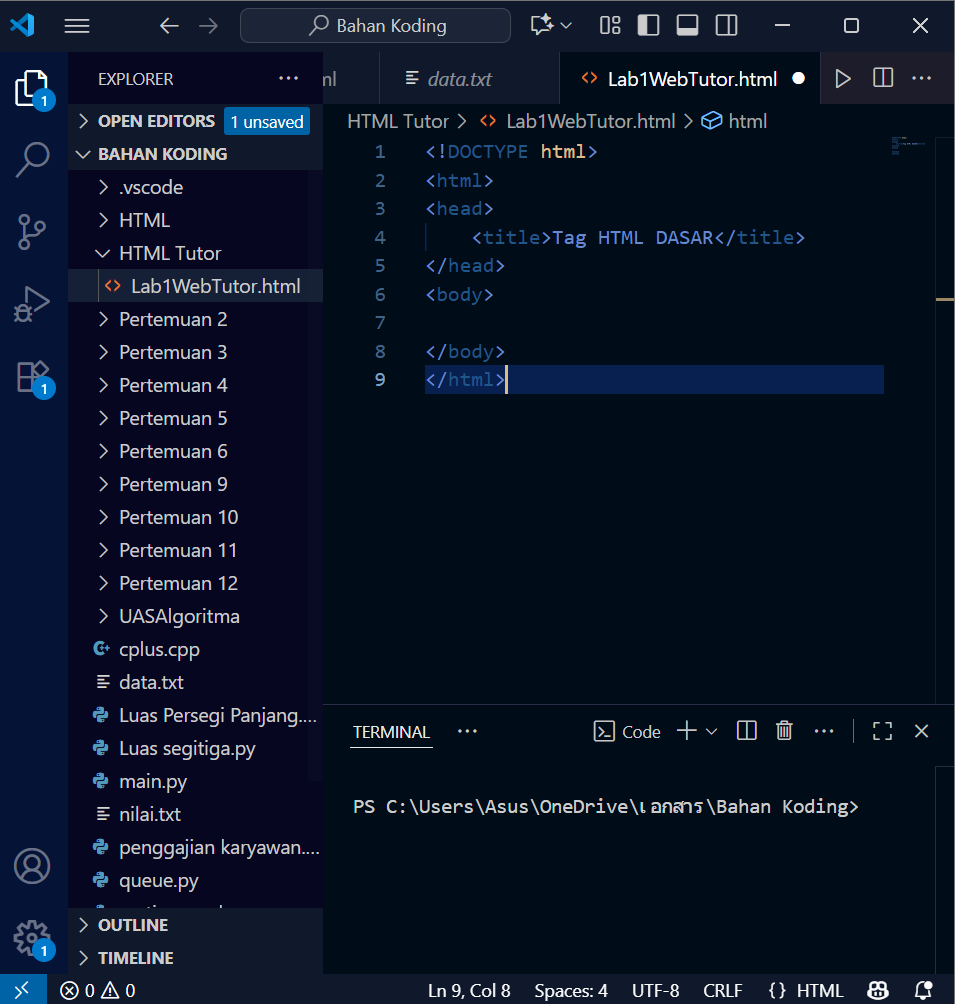 Bahan Koding
1
EXPLORER
ml
data.txt
Lab1WebTutor.html
OPEN EDITORS
1 unsaved
BAHAN KODING
.vscode
HTML
HTML Tutor
Lab1WebTutor.html
Pertemuan 2
Pertemuan 3
Pertemuan 4
Pertemuan 5
Pertemuan 6
Pertemuan 9
Pertemuan 10
Pertemuan 11
Pertemuan 12
UASAlgoritma
cplus.cpp
data.txt
Luas Persegi Panjang....
Luas segitiga.py
main.py
nilai.txt
penggajian karyawan....
queue.py
OUTLINE
TIMELINE
1
1
HTML Tutor > Lab1WebTutor.html > html
1 <!DOCTYPE html>
2 <html>
3 <head>
4     <title>Tag HTML DASAR</title>
5 </head>
6 <body>
7
8 </body>
9 </html>
TERMINAL
Code
PS C:\Users\Asus\OneDrive\เอกสาร\Bahan Koding>
0 0
Ln 9, Col 8 Spaces: 4 UTF-8 CRLF {} HTML